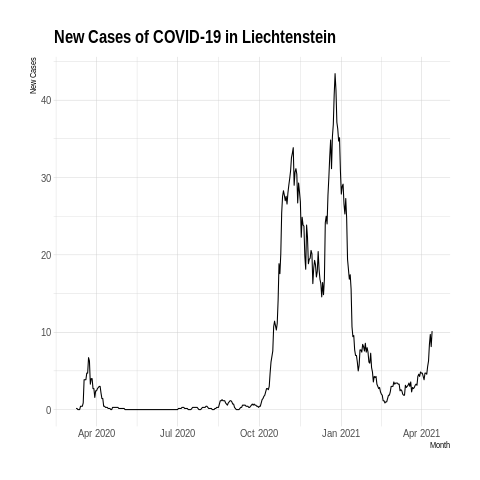 New Cases of COVID-19 in Liechtenstein
New Cases
40
30
20
10
0
Apr 2020 Jul 2020 Oct 2020 Jan 2021 Apr 2021
Month